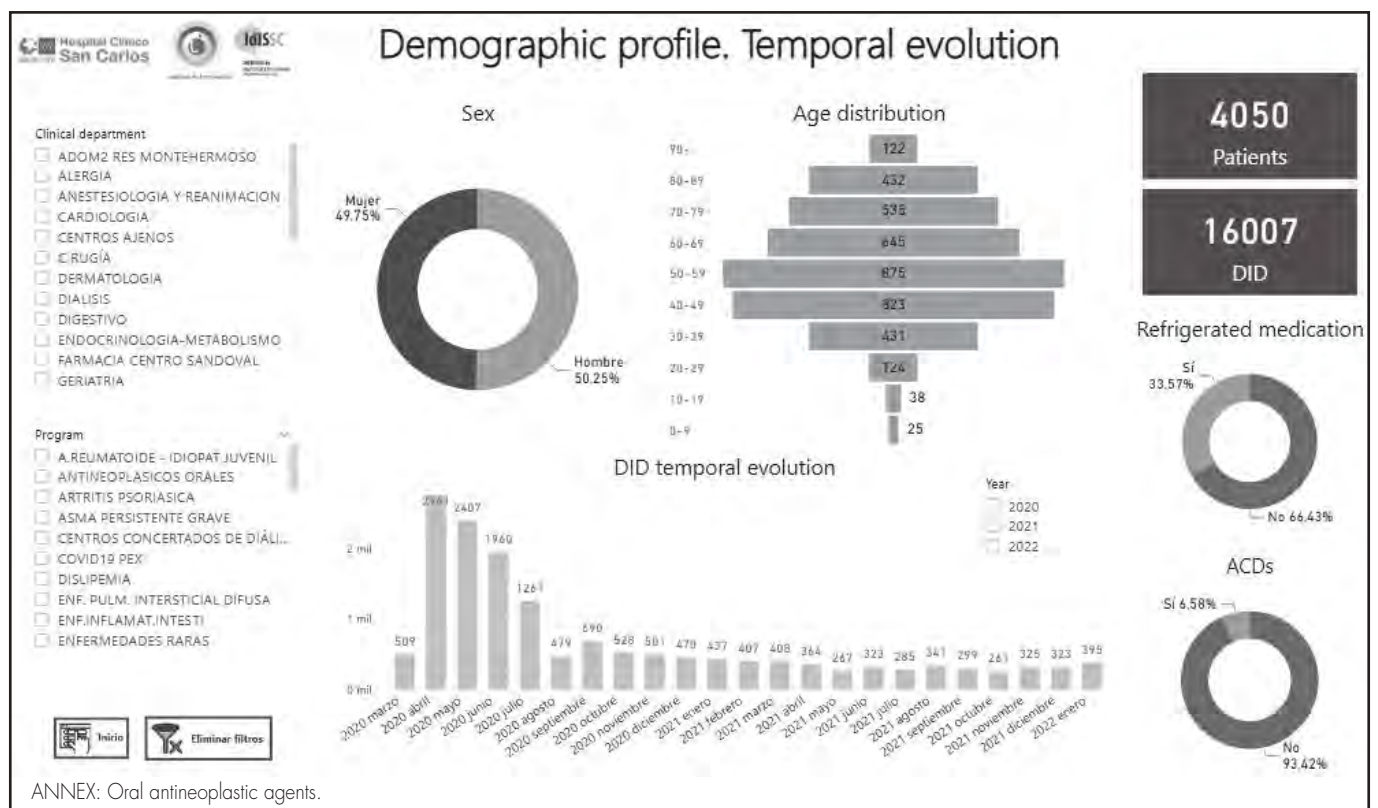 Hospital Clínico
San Carlos
IdISSC
Demographic profile. Temporal evolution
Clinical department
ADOM2 RES MONTEHERMOSO
ALERGIA
ANESTESIOLOGIA Y REANIMACION
CARDIOLOGIA
CENTROS AJENOS
CIRUGÍA
DERMATOLOGIA
DIALISIS
DIGESTIVO
ENDOCRINOLOGIA-METABOLISMO
FARMACIA CENTRO SANDOVAL
GERIATRIA
Program
A.REUMATOIDE - IDIOPAT JUVENIL
ANTINEOPLASICOS ORALES
ARTRITIS PSORIASICA
ASMA PERSISTENTE GRAVE
CENTROS CONCERTADOS DE DIÁLI...
COVID19 PEX
DISLIPEMIA
ENF. PULM. INTERSTICIAL DIFUSA
ENF.INFLAMAT.INTESTI
ENFERMEDADES RARAS
Inicio
Eliminar filtros
Sex
Mujer
49.75%
Hombre
50.25%
Age distribution
90-
122
80-89
432
70-79
535
60-69
645
50-59
875
40-49
823
30-39
431
20-29
124
10-19
38
0-9
25
4050
Patients
16007
DID
Refrigerated medication
Sí
33,57%
No 66,43%
ACDs
Sí 6,58%
No
93,42%
DID temporal evolution
Year
2020
2021
2022
2 mil
1 mil
0 mil
509
2407
1960
1261
479
690
528
501
470
437
407
408
364
267
323
285
341
299
261
325
323
395
2020 marzo
2020 abril
2020 mayo
2020 junio
2020 julio
2020 agosto
2020 septiembre
2020 octubre
2020 noviembre
2020 diciembre
2021 enero
2021 febrero
2021 marzo
2021 abril
2021 mayo
2021 junio
2021 julio
2021 agosto
2021 septiembre
2021 octubre
2021 noviembre
2021 diciembre
2022 enero
ANNEX: Oral antineoplastic agents.